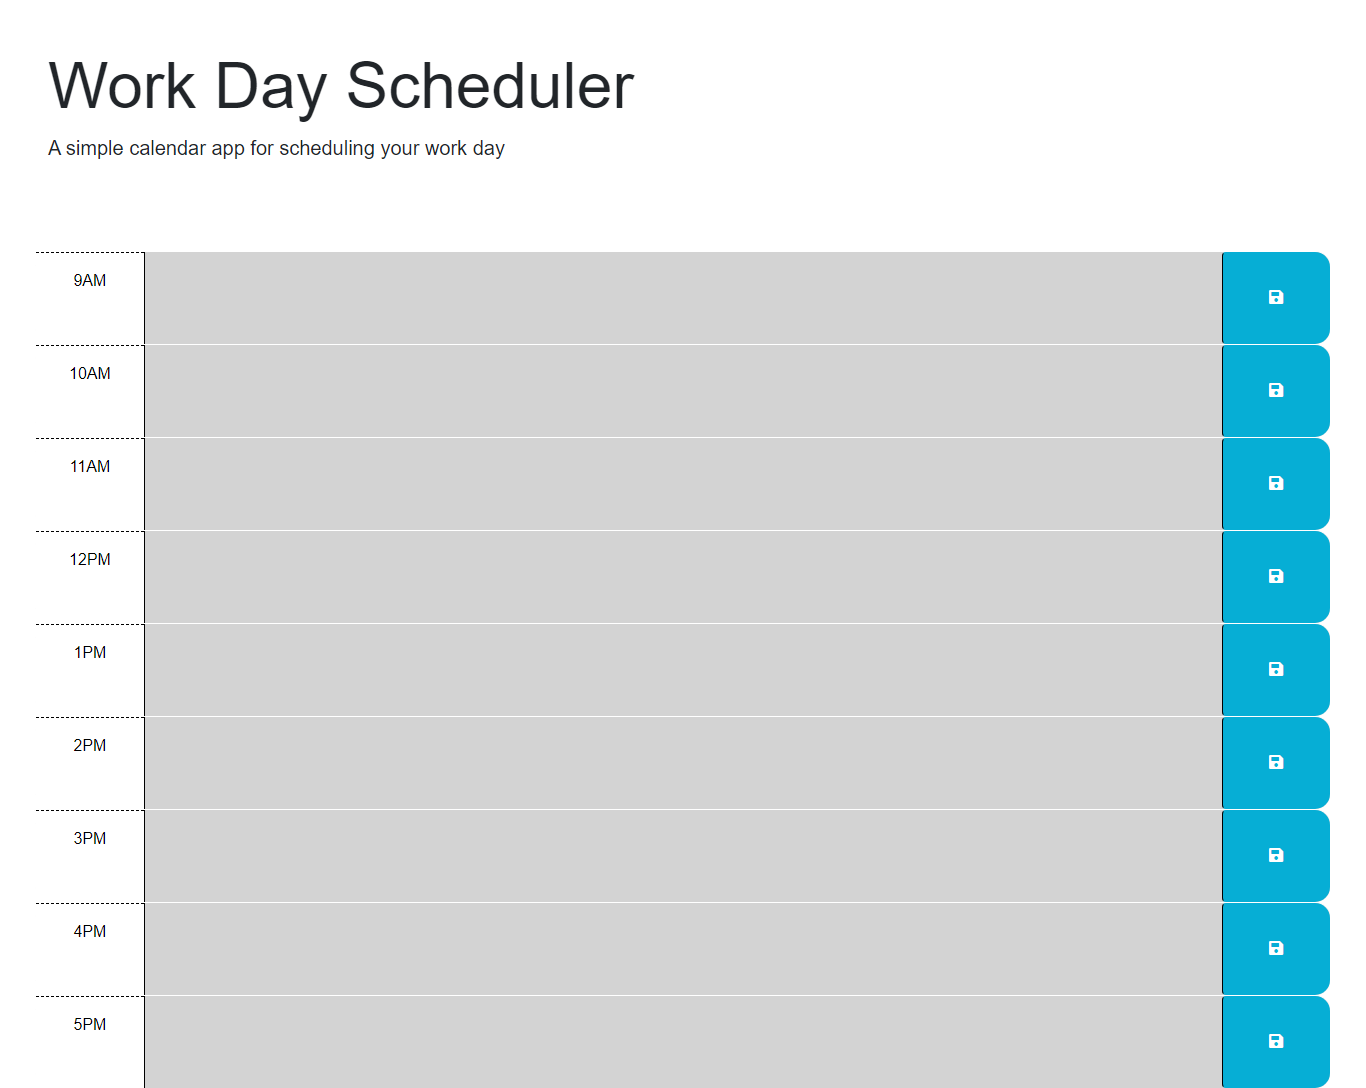 Work Day Scheduler
A simple calendar app for scheduling your work day
9AM
10AM
11AM
12PM
1PM
2PM
3PM
4PM
5PM